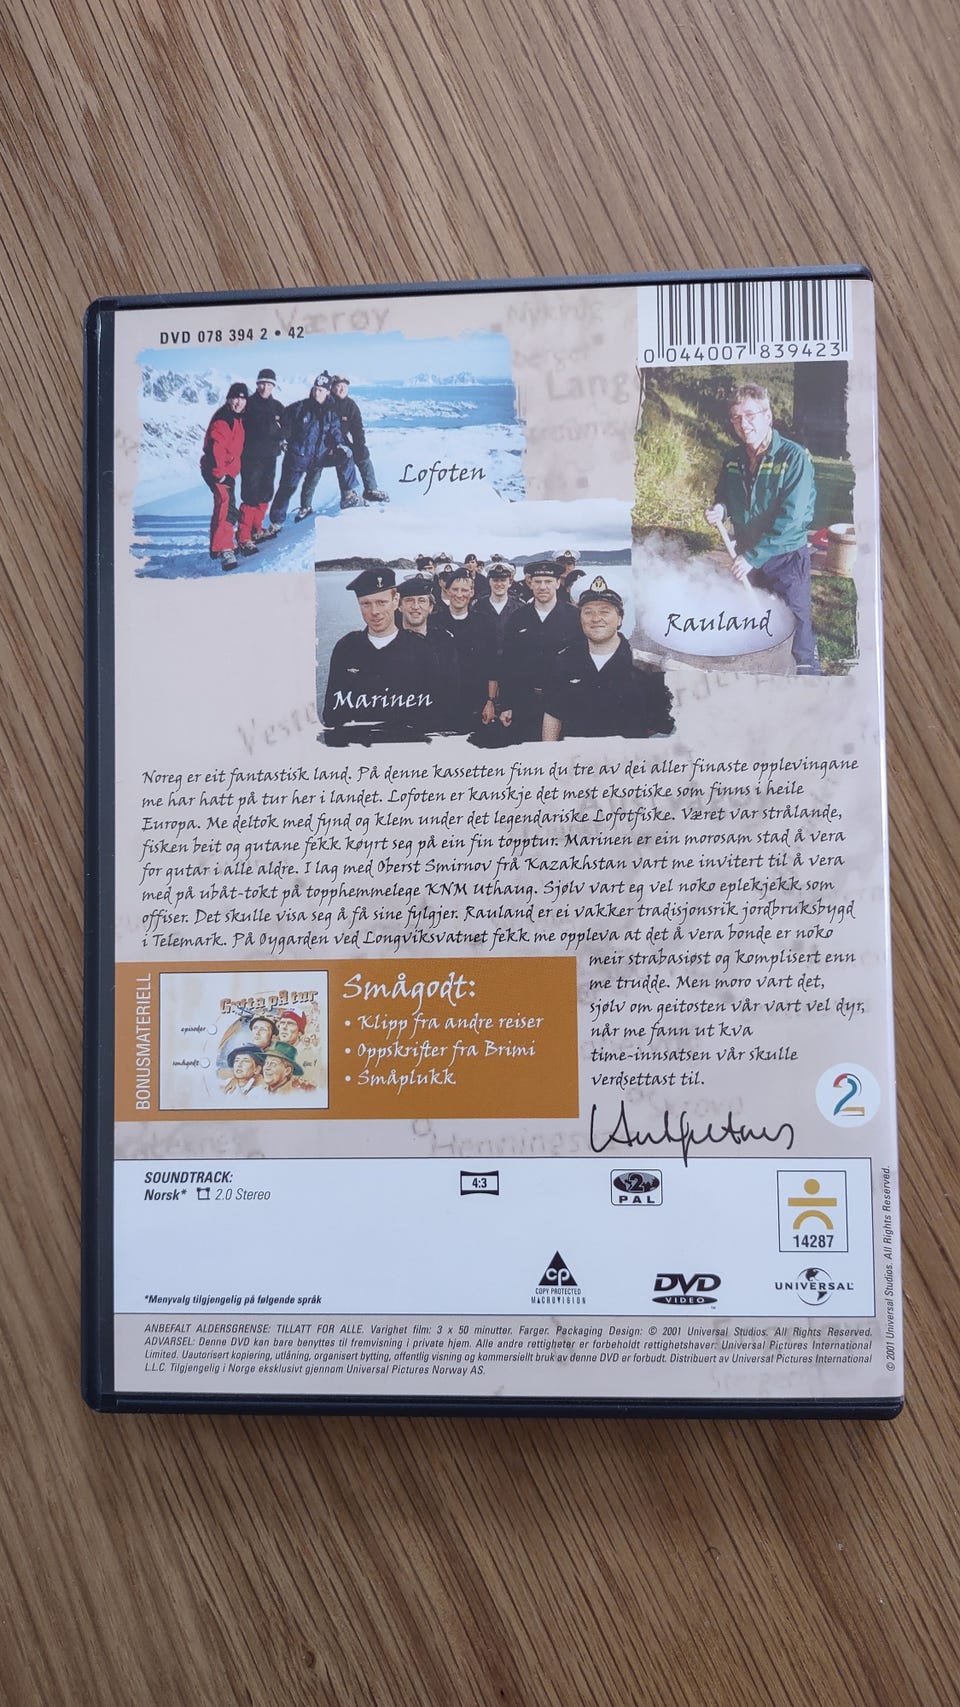 DVD 078 394 2 • 42
0 044007 839423
Værøy
Lofoten
Marinen
Rauland
Noreg er eit fantastisk land. På denne kassetten finn du tre av dei aller finaste opplevingane
me har hatt på tur her i landet. Lofoten er kanskje det mest eksotiske som finns i heile
Europa. Me deltok med fynd og klem under det legendariske Lofotfiske. Været var strålande,
fisken beit og gutane fekk køyrt seg på ein fin topptur. Marinen er ein morosam stad å vera
for gutar i alle aldre. I lag med Oberst Smirnov frå Kazakhstan vart me invitert til å vera
med på ubåt-tokt på topphemmelege KNM Uthaug. Sjølv vart eg vel noko eplekjekk som
offiser. Det skulle visa seg å få sine fylgjer. Rauland er ei vakker tradisjonsrik jordbruksbygd
i Telemark. På Øygarden ved Longviksvatnet fekk me oppleva at det å vera bonde er noko
meir strabasiøst og komplisert enn
me trudde. Men moro vart det,
sjølv om geitosten vår vart vel dyr,
når me fann ut kva
time-innsatsen vår skulle
verdsettast til.
BONUSMATERIELL
Gutta på tur
episoder
småгodt
disc 1
Smågodt:
• Klipp fra andre reiser
• Oppskrifter fra Brimi
• Småplukk
2
SOUNDTRACK:
Norsk* 2.0 Stereo
4:3
2
PAL
14287
*Menyvalg tilgjengelig på følgende språk
cp
COPY PROTECTED
MACROVISION
DVD
VIDEO
™
UNIVERSAL
ANBEFALT ALDERSGRENSE: TILLATT FOR ALLE. Varighet film: 3 x 50 minutter. Farger. Packaging Design: © 2001 Universal Studios. All Rights Reserved.
ADVARSEL: Denne DVD kan bare benyttes til fremvisning i private hjem. Alle andre rettigheter er forbeholdt rettighetshaver: Universal Pictures International
Limited. Uautorisert kopiering, utlåning, organisert bytting, offentlig visning og kommersiellt bruk av denne DVD er forbudt. Distribuert av Universal Pictures International
L.L.C. Tilgjengelig i Norge eksklusivt gjennom Universal Pictures Norway AS.
© 2001 Universal Studios. All Rights Reserved.